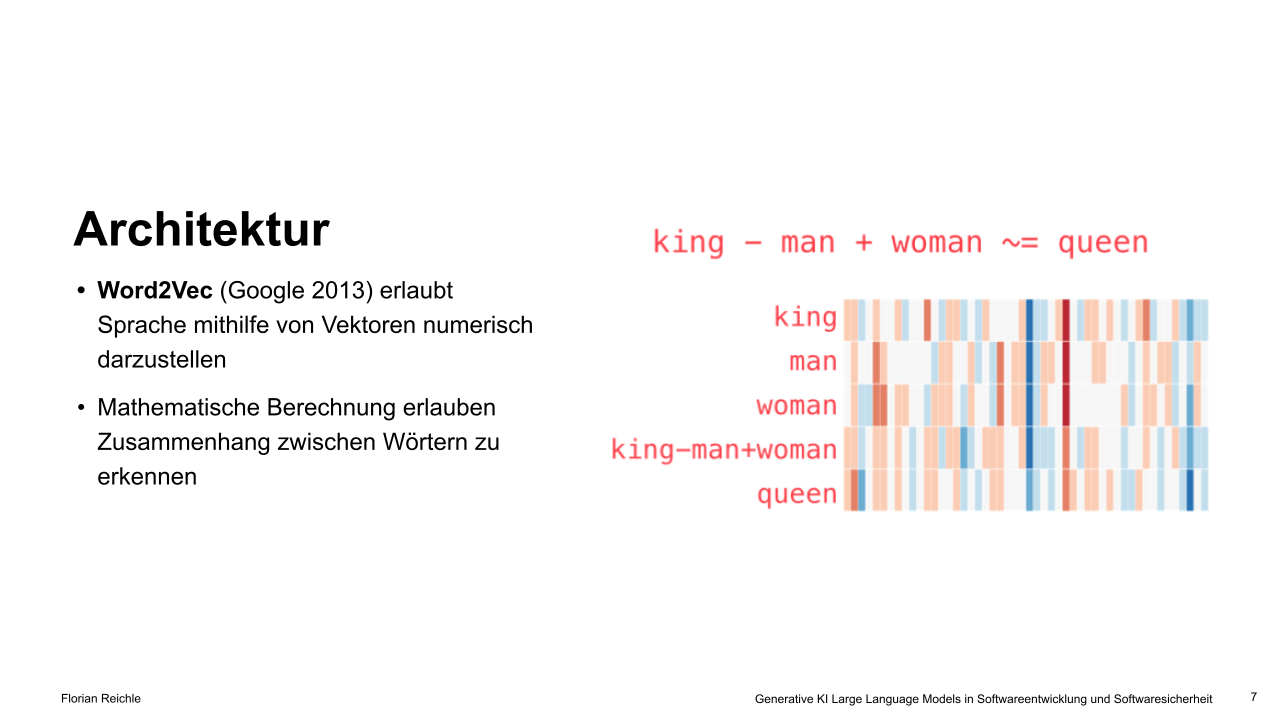 Architektur
• Word2Vec (Google 2013) erlaubt
Sprache mithilfe von Vektoren numerisch
darzustellen
• Mathematische Berechnung erlauben
Zusammenhang zwischen Wörtern zu
erkennen
king − man + woman ~= queen
king
man
woman
king−man+woman
queen
Florian Reichle
Generative KI Large Language Models in Softwareentwicklung und Softwaresicherheit
7